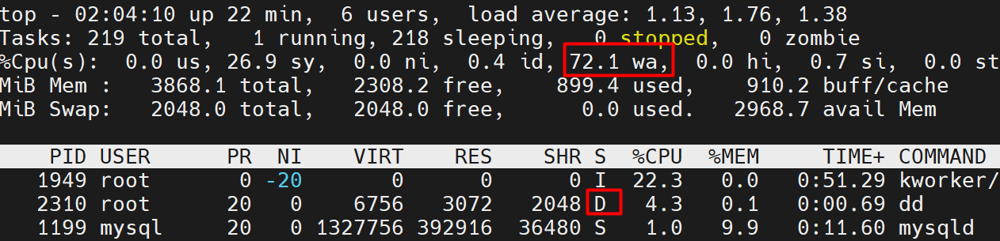 top - 02:04:10 up 22 min,  6 users,  load average: 1.13, 1.76, 1.38
Tasks: 219 total,   1 running, 218 sleeping,   0 stopped,   0 zombie
%Cpu(s):  0.0 us, 26.9 sy,  0.0 ni,  0.4 id, 72.1 wa,  0.0 hi,  0.7 si,  0.0 st
MiB Mem :   3868.1 total,   2308.2 free,    899.4 used,    910.2 buff/cache
MiB Swap:   2048.0 total,   2048.0 free,      0.0 used.   2968.7 avail Mem
PID USER      PR  NI    VIRT    RES    SHR S  %CPU  %MEM     TIME+ COMMAND
1949 root       0 -20       0      0      0 I  22.3   0.0   0:51.29 kworker/
2310 root      20   0    6756   3072   2048 D   4.3   0.1   0:00.69 dd
1199 mysql     20   0 1327756 392916  36480 S   1.0   9.9   0:11.60 mysqld